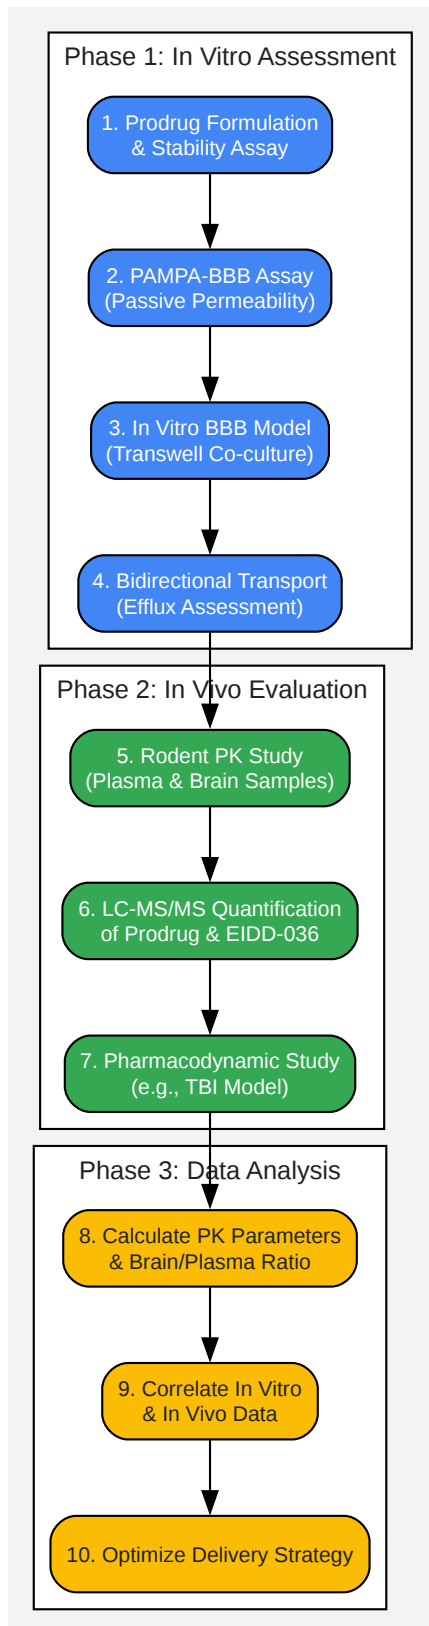 Phase 1: In Vitro Assessment
1. Prodrug Formulation
& Stability Assay
2. PAMPA-BBB Assay
(Passive Permeability)
3. In Vitro BBB Model
(Transwell Co-culture)
4. Bidirectional Transport
(Efflux Assessment)
Phase 2: In Vivo Evaluation
5. Rodent PK Study
(Plasma & Brain Samples)
6. LC-MS/MS Quantification
of Prodrug & EIDD-036
7. Pharmacodynamic Study
(e.g., TBI Model)
Phase 3: Data Analysis
8. Calculate PK Parameters
& Brain/Plasma Ratio
9. Correlate In Vitro
& In Vivo Data
10. Optimize Delivery Strategy